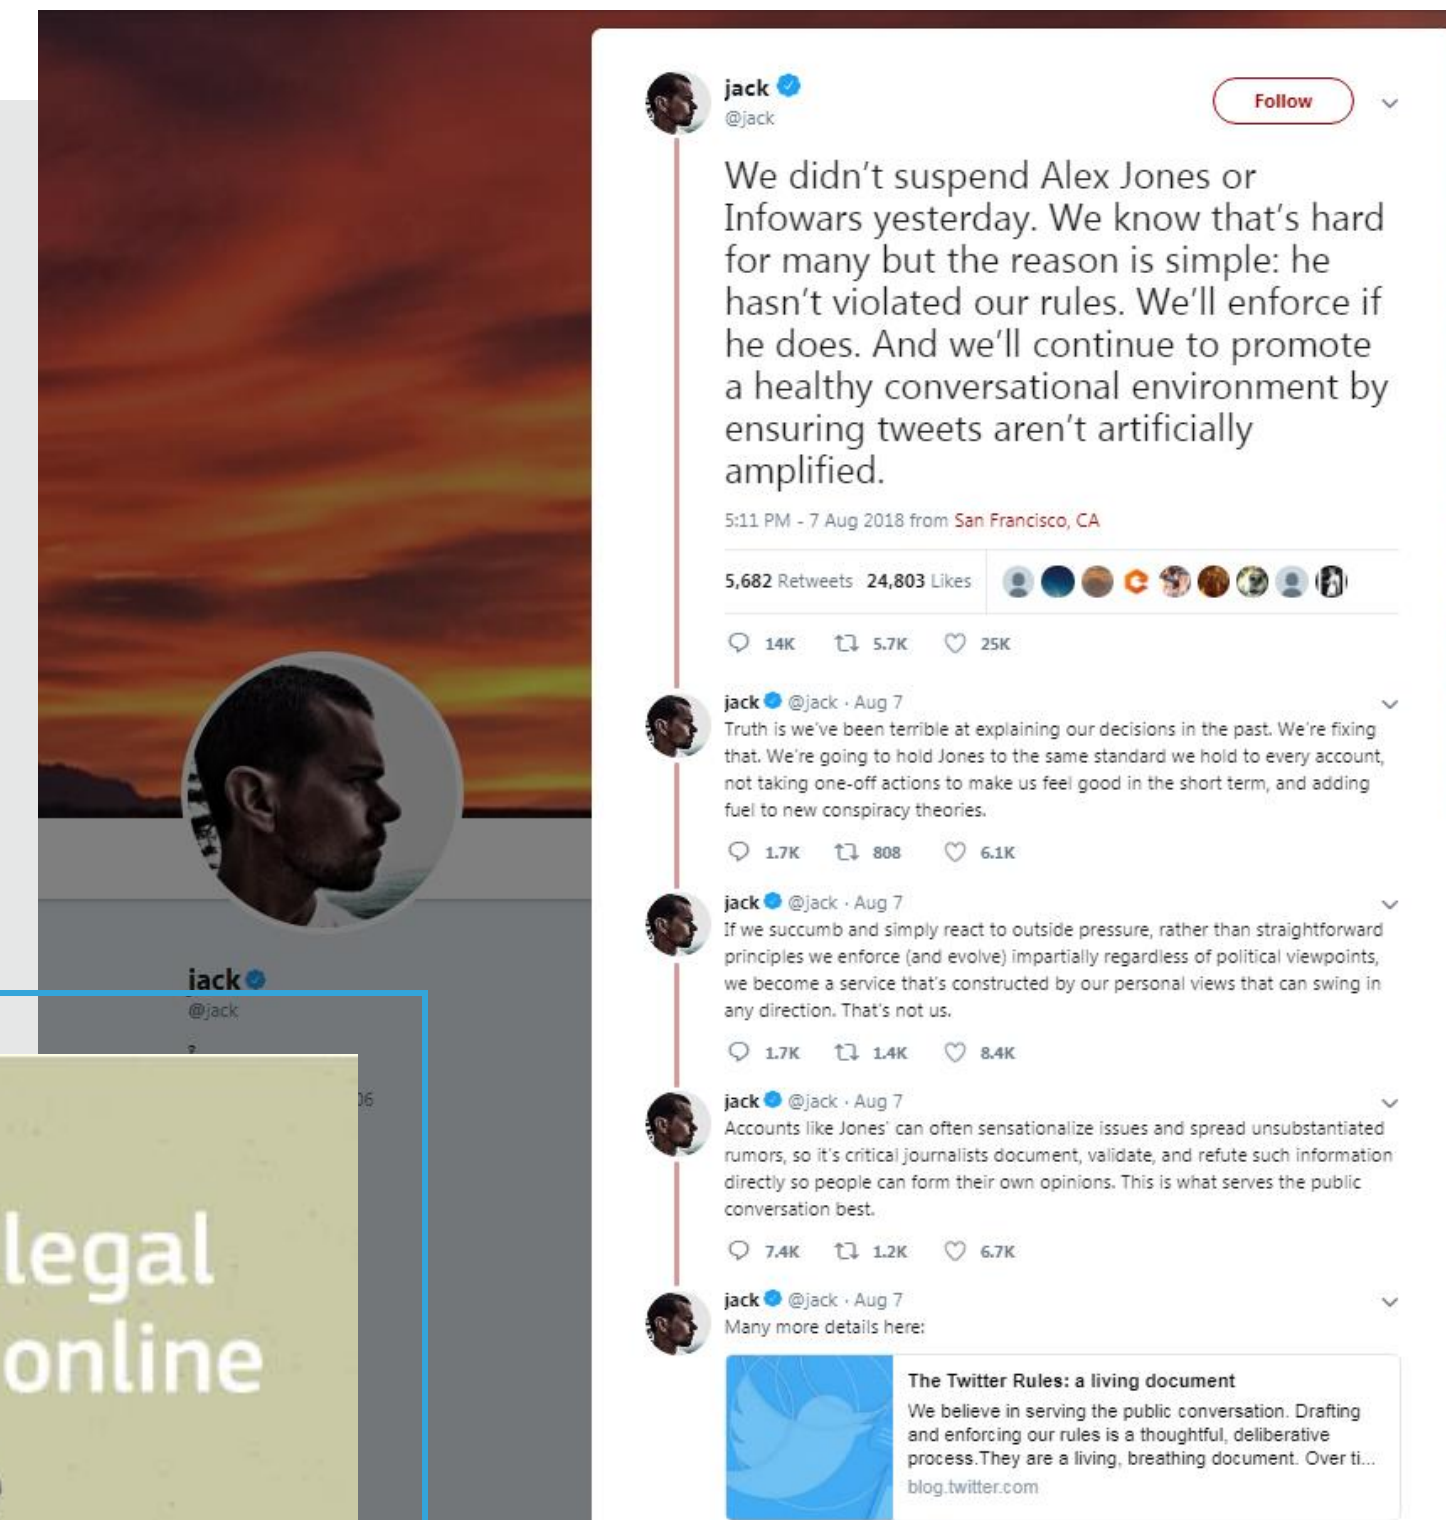 jack
@jack
Follow
We didn't suspend Alex Jones or
Infowars yesterday. We know that's hard
for many but the reason is simple: he
hasn't violated our rules. We'll enforce if
he does. And we'll continue to promote
a healthy conversational environment by
ensuring tweets aren't artificially
amplified.
5:11 PM - 7 Aug 2018 from San Francisco, CA
5,682 Retweets 24,803 Likes
14K 5.7K 25K
jack @jack · Aug 7
Truth is we've been terrible at explaining our decisions in the past. We're fixing
that. We're going to hold Jones to the same standard we hold to every account,
not taking one-off actions to make us feel good in the short term, and adding
fuel to new conspiracy theories.
1.7K 808 6.1K
jack @jack · Aug 7
If we succumb and simply react to outside pressure, rather than straightforward
principles we enforce (and evolve) impartially regardless of political viewpoints,
we become a service that's constructed by our personal views that can swing in
any direction. That's not us.
1.7K 1.4K 8.4K
jack @jack · Aug 7
Accounts like Jones' can often sensationalize issues and spread unsubstantiated
rumors, so it's critical journalists document, validate, and refute such information
directly so people can form their own opinions. This is what serves the public
conversation best.
7.4K 1.2K 6.7K
jack @jack · Aug 7
Many more details here:
The Twitter Rules: a living document
We believe in serving the public conversation. Drafting
and enforcing our rules is a thoughtful, deliberative
process.They are a living, breathing document. Over ti...
blog.twitter.com
jack
@jack
06
legal
online